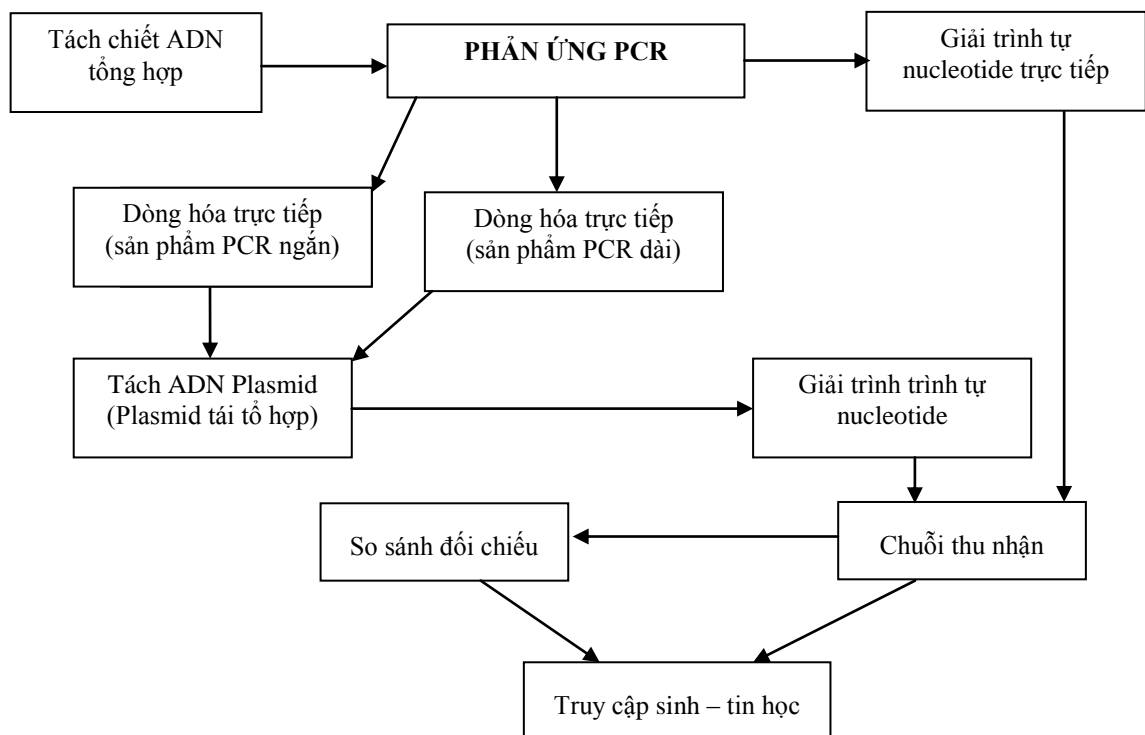 Tách chiết ADN
tổng hợp
PHẢN ỨNG PCR
Giải trình tự
nucleotide trực tiếp
Dòng hóa trực tiếp
(sản phẩm PCR ngắn)
Dòng hóa trực tiếp
(sản phẩm PCR dài)
Tách ADN Plasmid
(Plasmid tái tổ hợp)
Giải trình trình tự
nucleotide
So sánh đối chiếu
Chuỗi thu nhận
Truy cập sinh – tin học